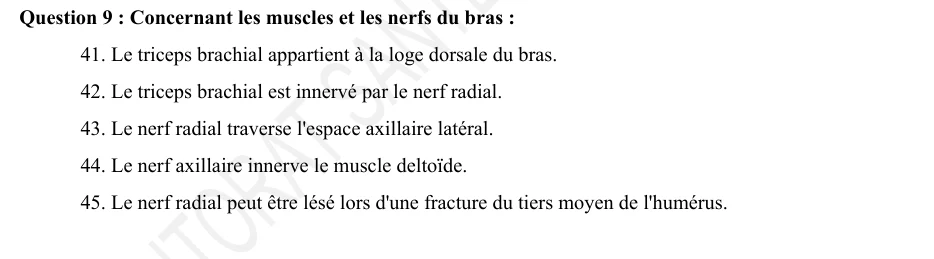 Question 9 : Concernant les muscles et les nerfs du bras :
41. Le triceps brachial appartient à la loge dorsale du bras.
42. Le triceps brachial est innervé par le nerf radial.
43. Le nerf radial traverse l'espace axillaire latéral.
44. Le nerf axillaire innerve le muscle deltoïde.
45. Le nerf radial peut être lésé lors d'une fracture du tiers moyen de l'humérus.